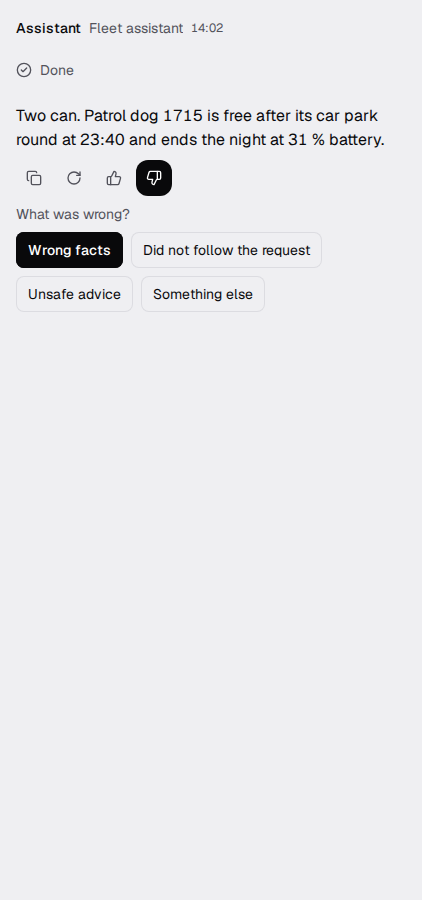 Assistant Fleet assistant 14:02
Done
Two can. Patrol dog 1715 is free after its car park
round at 23:40 and ends the night at 31 % battery.
What was wrong?
Wrong facts Did not follow the request
Unsafe advice Something else